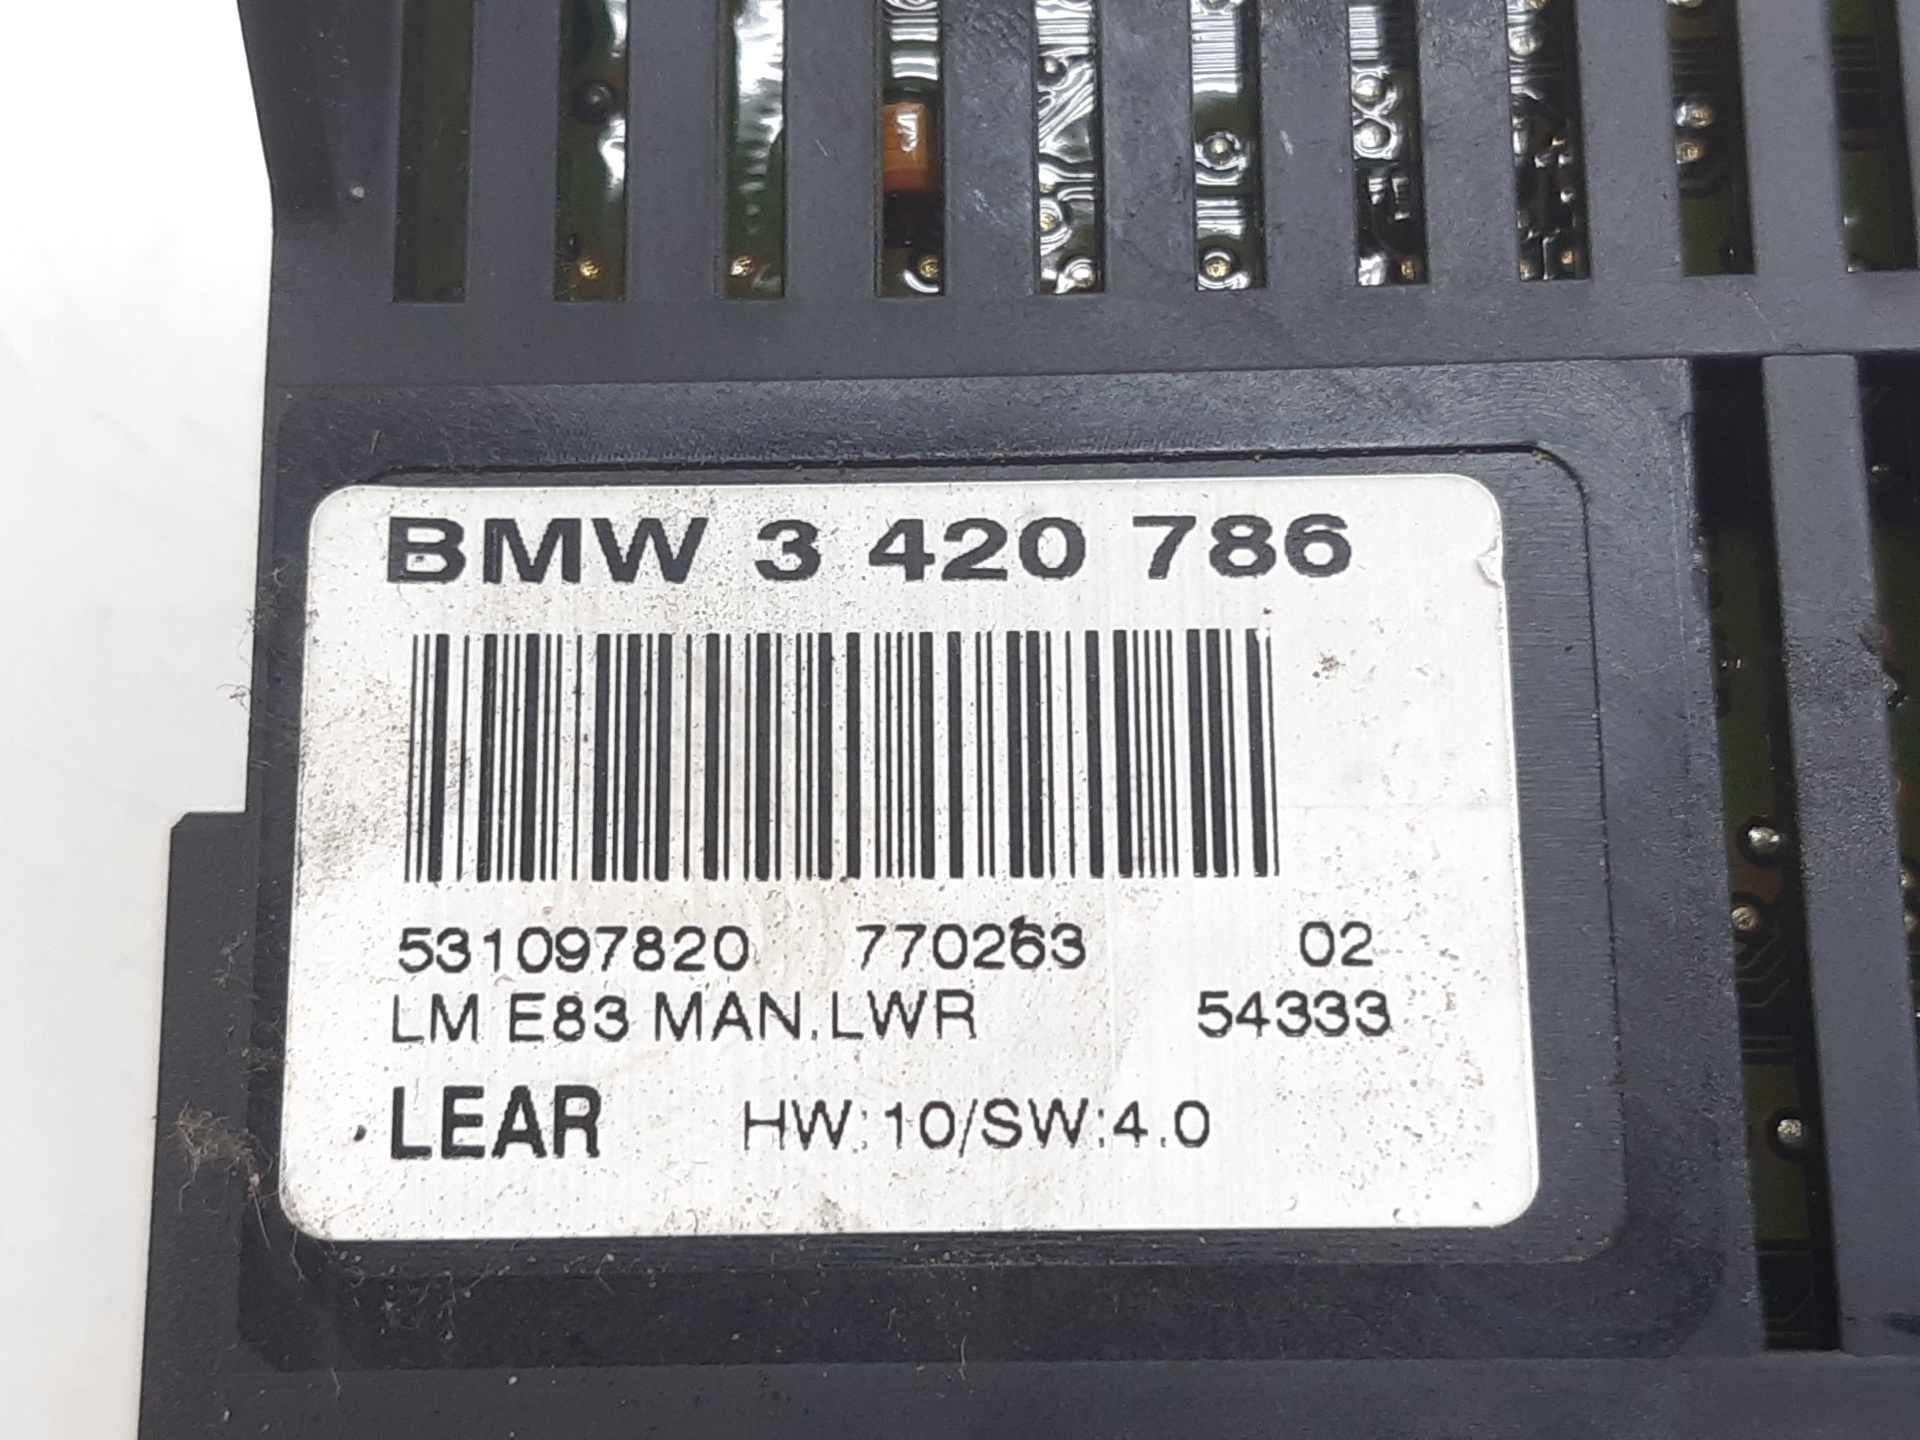 BMW 3 420 786
531097820 770263 02
LM E83 MAN.LWR 54333
LEAR HW:10/SW:4.0